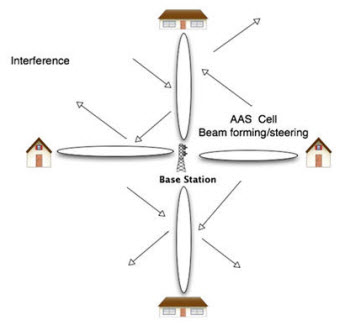 Interference
AAS Cell
Beam forming/steering
Base Station